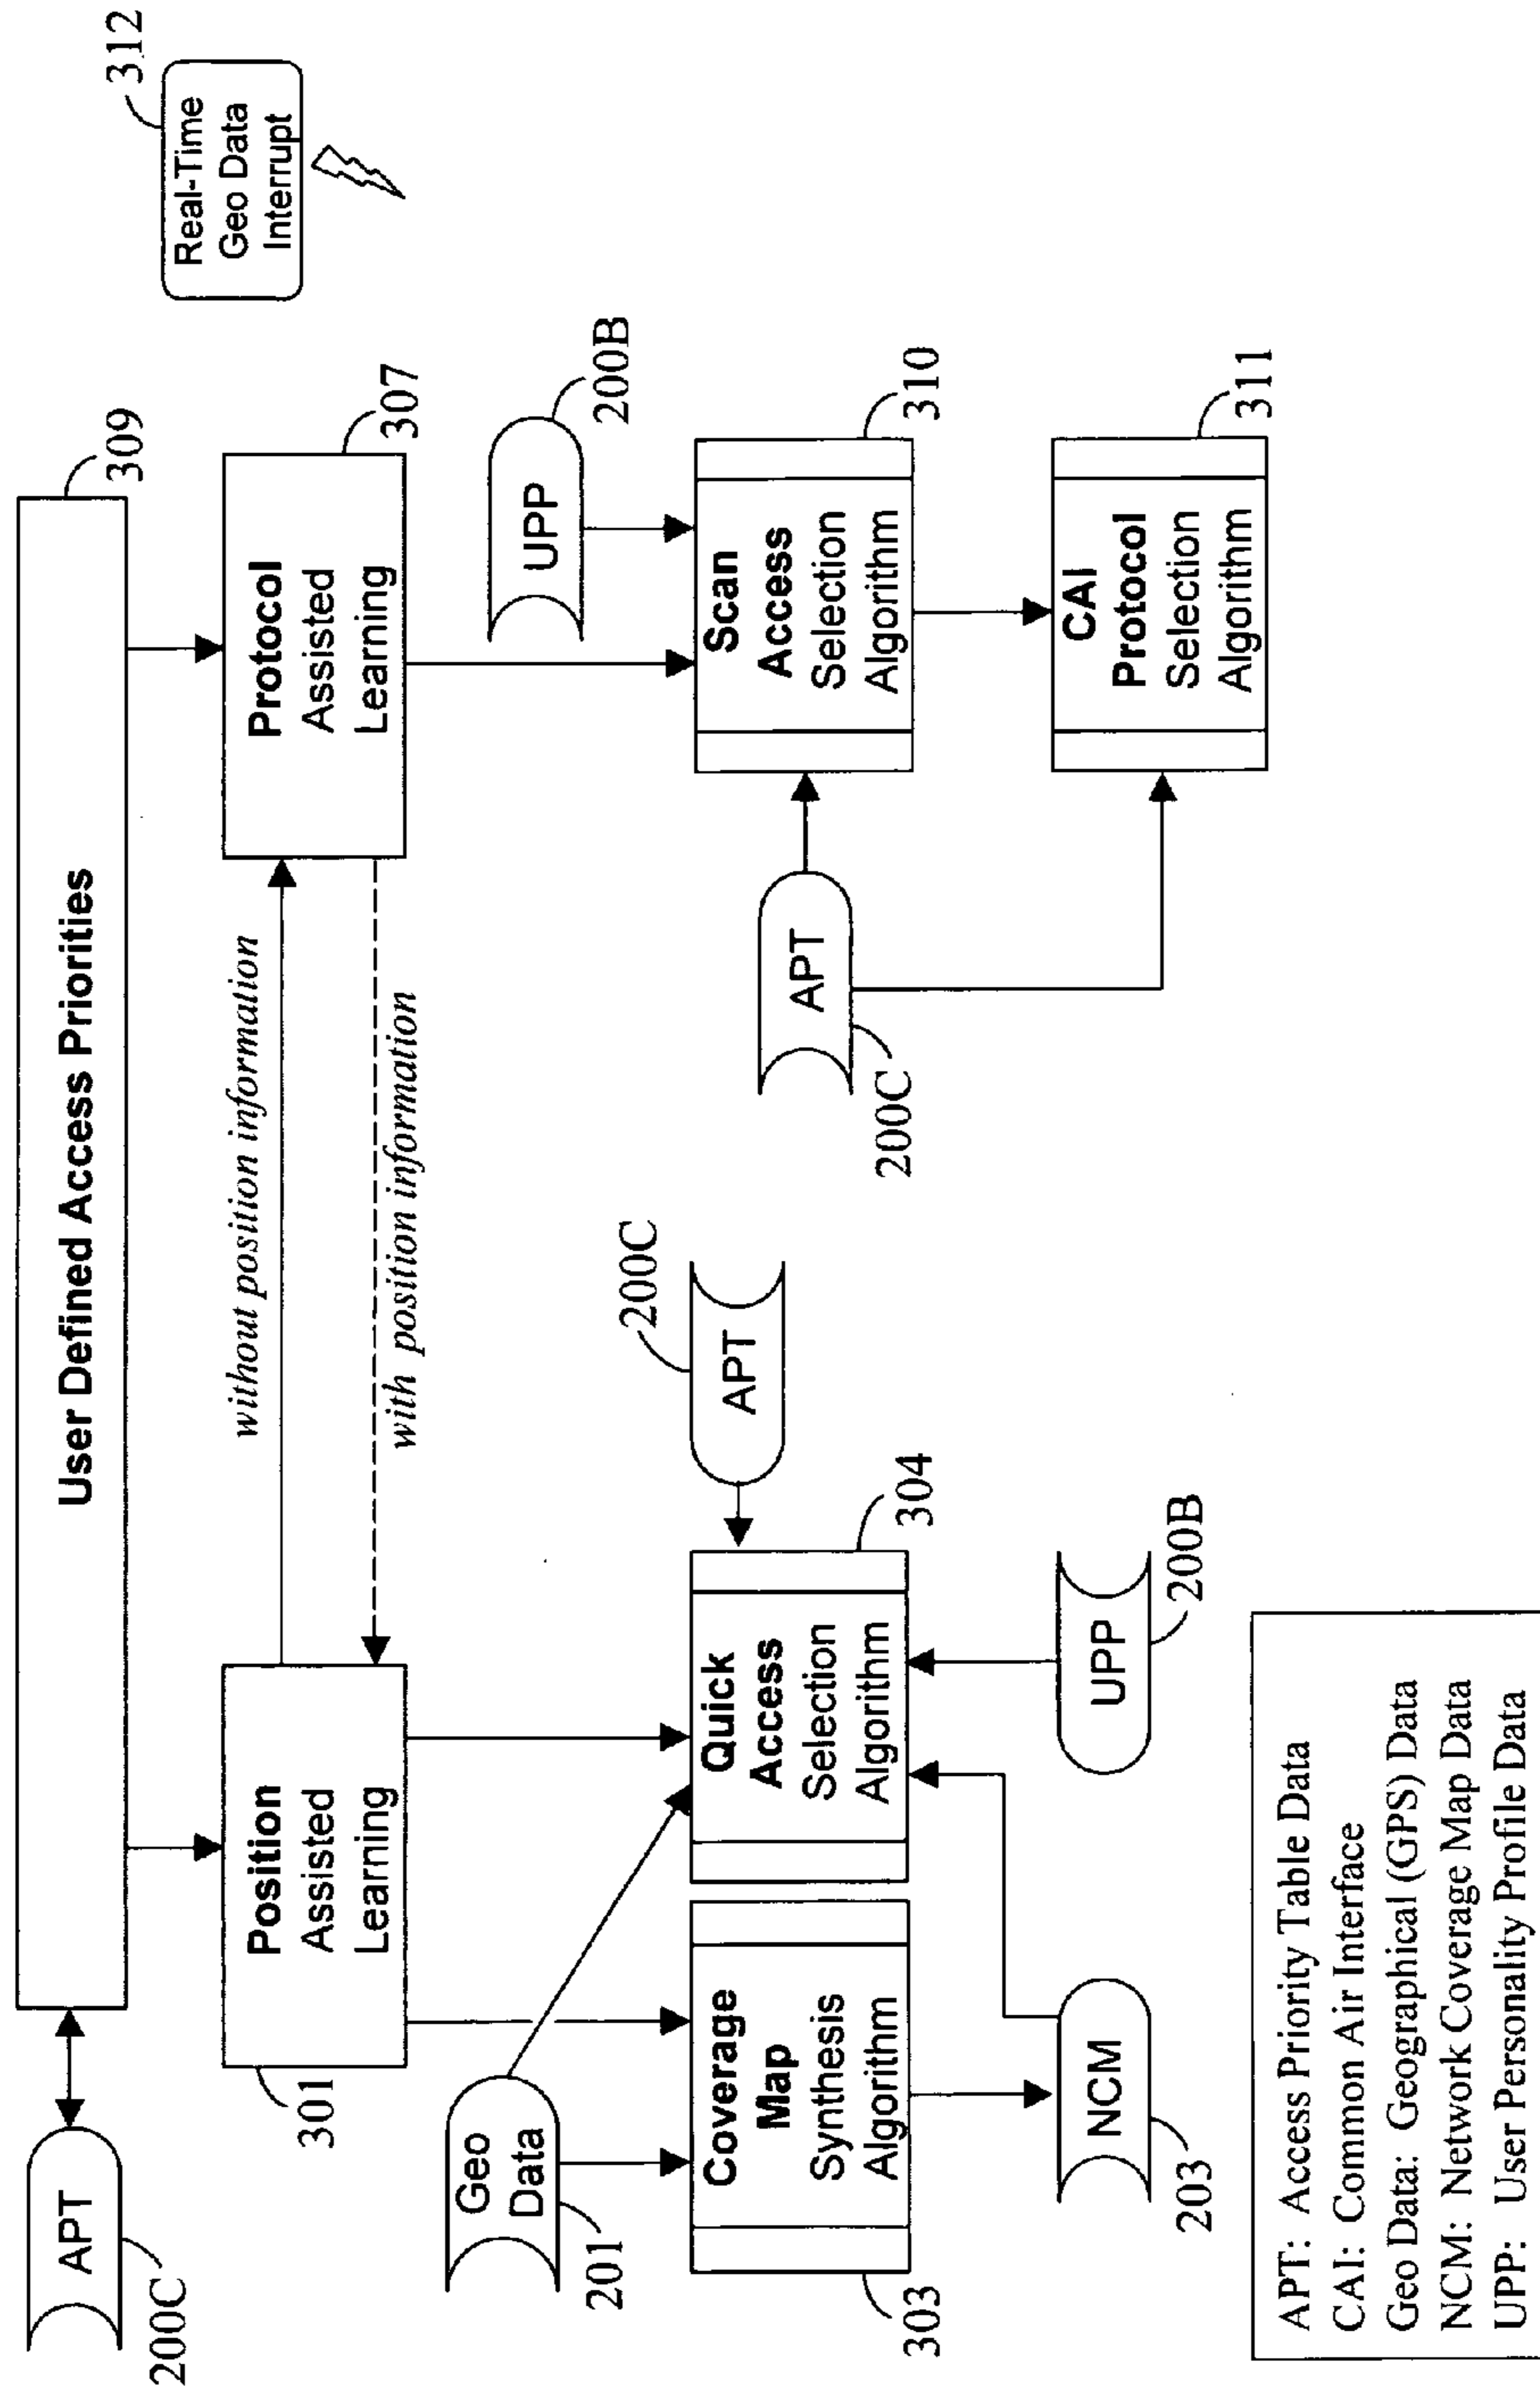 User Defined Access Priorities
309
APT
200C
Real-Time
Geo Data
Interrupt
312
Position
Assisted
Learning
301
without position information
with position information
Protocol
Assisted
Learning
307
Geo
Data
201
UPP
200B
Coverage
Map
Synthesis
Algorithm
303
Quick
Access
Selection
Algorithm
304
APT
200C
Scan
Access
Selection
Algorithm
310
APT
200C
NCM
203
UPP
200B
CAI
Protocol
Selection
Algorithm
311
APT: Access Priority Table Data
CAI: Common Air Interface
Geo Data: Geographical (GPS) Data
NCM: Network Coverage Map Data
UPP: User Personality Profile Data